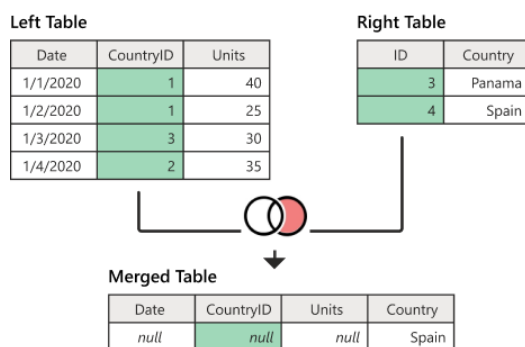 Left Table
Date CountryID Units
1/1/2020 1 40
1/2/2020 1 25
1/3/2020 3 30
1/4/2020 2 35
Right Table
ID Country
3 Panama
4 Spain
Merged Table
Date CountryID Units Country
null null null Spain